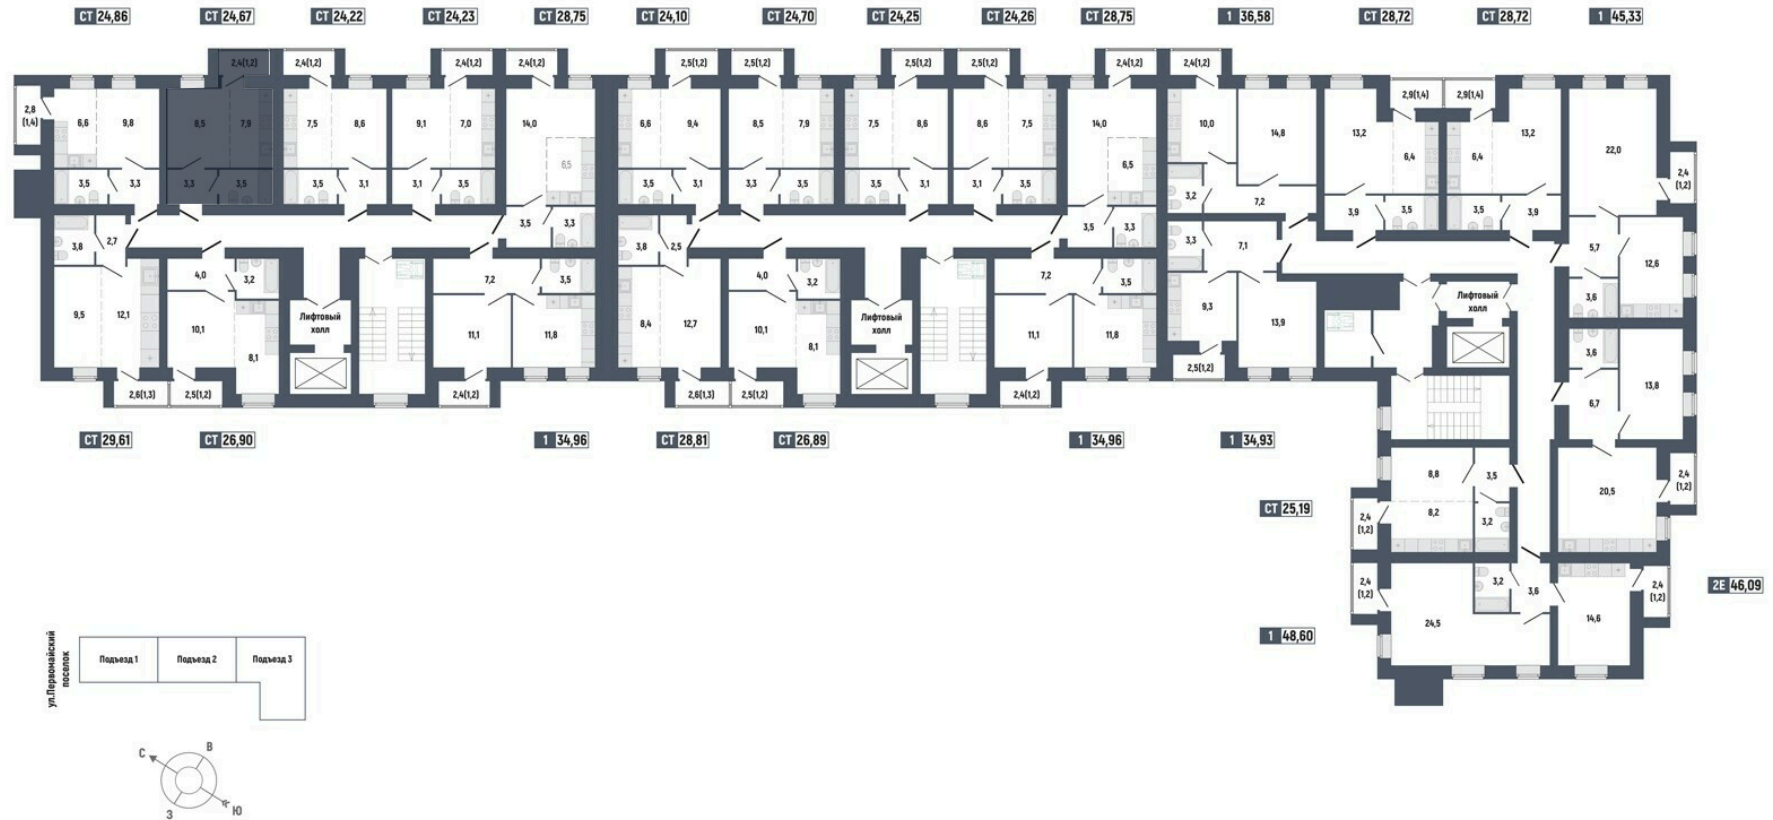 СТ 24,86 СТ 24,67 СТ 24,22 СТ 24,23 СТ 28,75 СТ 24,10 СТ 24,70 СТ 24,25 СТ 24,26 СТ 28,75 1 36,58 СТ 28,72 СТ 28,72 1 45,33
2,4(1,2) 2,4(1,2) 2,4(1,2) 2,4(1,2) 2,5(1,2) 2,5(1,2) 2,5(1,2) 2,5(1,2) 2,4(1,2) 2,4(1,2)
2,9(1,4) 2,9(1,4)
2,8
(1,4)
6,6 9,8 8,5 7,9 7,5 8,6 9,1 7,0 14,0 6,6 9,4 8,5 7,9 7,5 8,6 8,6 7,5 14,0 10,0 14,8 13,2 13,2
22,0
6,5 6,5 6,4 6,4
2,4
(1,2)
3,5 3,3 3,3 3,5 3,5 3,1 3,1 3,5 3,5 3,1 3,3 3,5 3,5 3,1 3,1 3,5
3,2 7,2 3,9 3,5 3,5 3,9
3,5 3,3 3,5 3,3
3,8 2,7 3,8 2,5 3,3 7,1 5,7 12,6
4,0 3,2 7,2 3,5 4,0 3,2 7,2 3,5 3,6
9,5 12,1 10,1 8,1 11,1 11,8 8,4 12,7 10,1 8,1 11,1 11,8 9,3 13,9
Лифтовый
холл
Лифтовый
холл
Лифтовый
холл
3,6 13,8
6,7
2,6(1,3) 2,5(1,2) 2,4(1,2) 2,6(1,3) 2,5(1,2) 2,4(1,2) 2,5(1,2)
СТ 29,61 СТ 26,90 1 34,96 СТ 28,81 СТ 26,89 1 34,96 1 34,93
8,8 3,5 20,5
2,4
(1,2)
СТ 25,19
2,4
(1,2)
8,2 3,2
2,4
(1,2)
3,2 3,6
2,4
(1,2)
2Е 46,09
24,5 14,6
1 48,60
ул.Первомайский
поселок
Подъезд 1 Подъезд 2 Подъезд 3
С В
З Ю